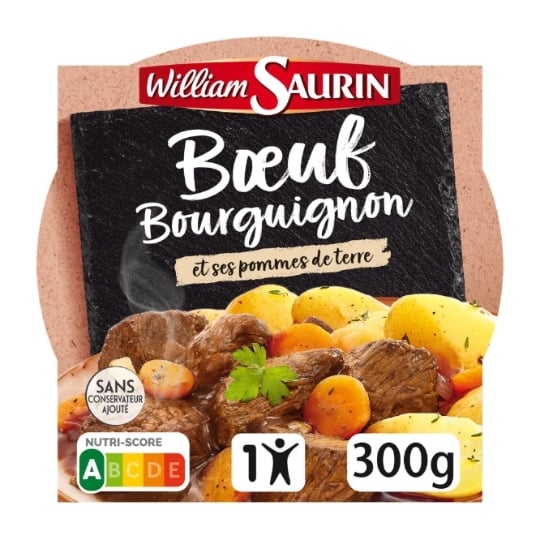 William SAURIN
Bœuf
Bourguignon
et ses pommes de terre
SANS
CONSERVATEUR
AJOUTÉ
NUTRI-SCORE
A B C D E
1
300g